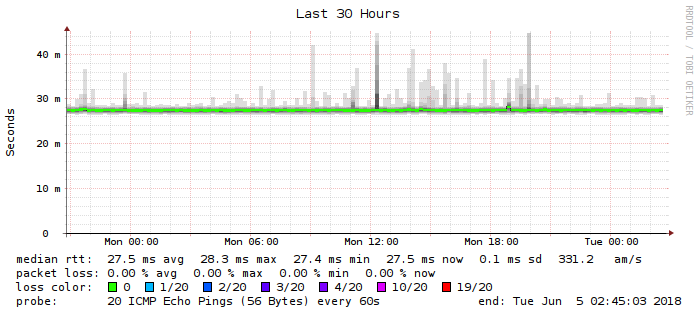 Last 30 Hours
RRDTOOL / TOBI OETIKER
Seconds
40 m
30 m
20 m
10 m
0
Mon 00:00 Mon 06:00 Mon 12:00 Mon 18:00 Tue 00:00
median rtt: 27.5 ms avg 28.3 ms max 27.4 ms min 27.5 ms now 0.1 ms sd 331.2 am/s
packet loss: 0.00 % avg 0.00 % max 0.00 % min 0.00 % now
loss color: 0 1/20 2/20 3/20 4/20 10/20 19/20
probe: 20 ICMP Echo Pings (56 Bytes) every 60s end: Tue Jun 5 02:45:03 2018